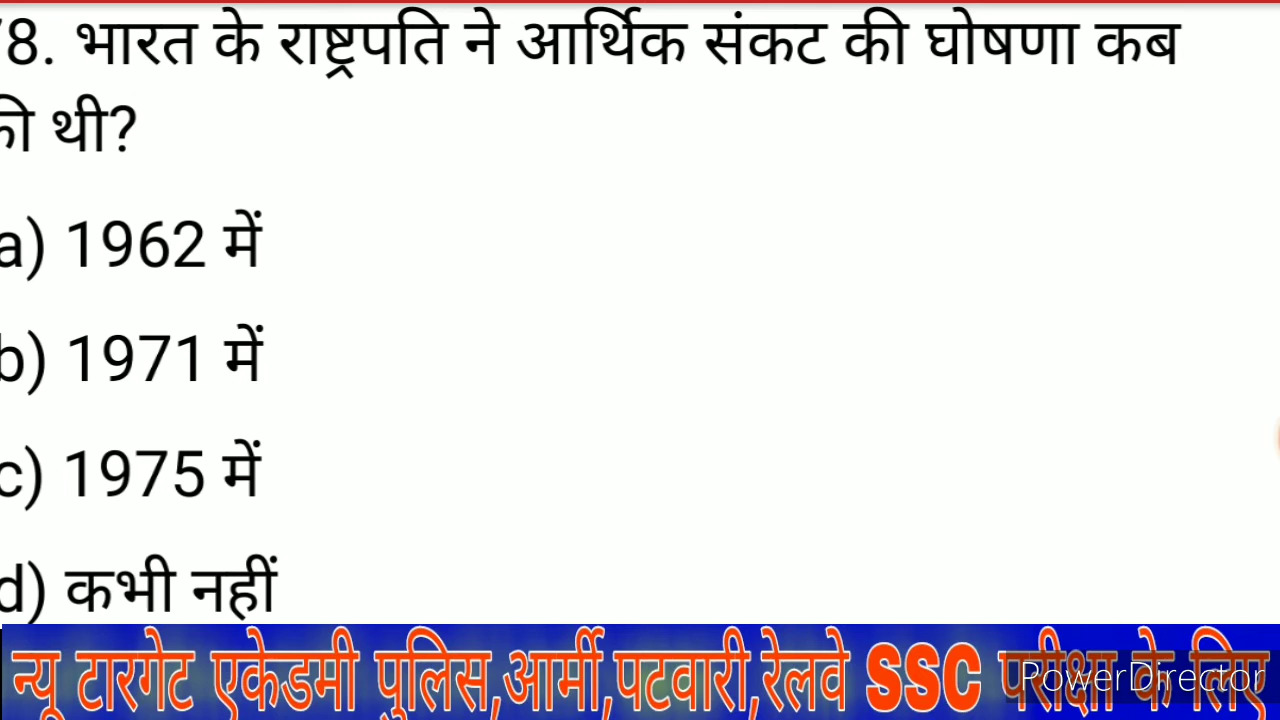 78. भारत के राष्ट्रपति ने आर्थिक संकट की घोषणा कब
की थी?
a) 1962 में
b) 1971 में
c) 1975 में
d) कभी नहीं
न्यू टारगेट एकेडमी पुलिस,आर्मी,पटवारी,रेलवे SSC परीक्षा के लिए
PowerDirector